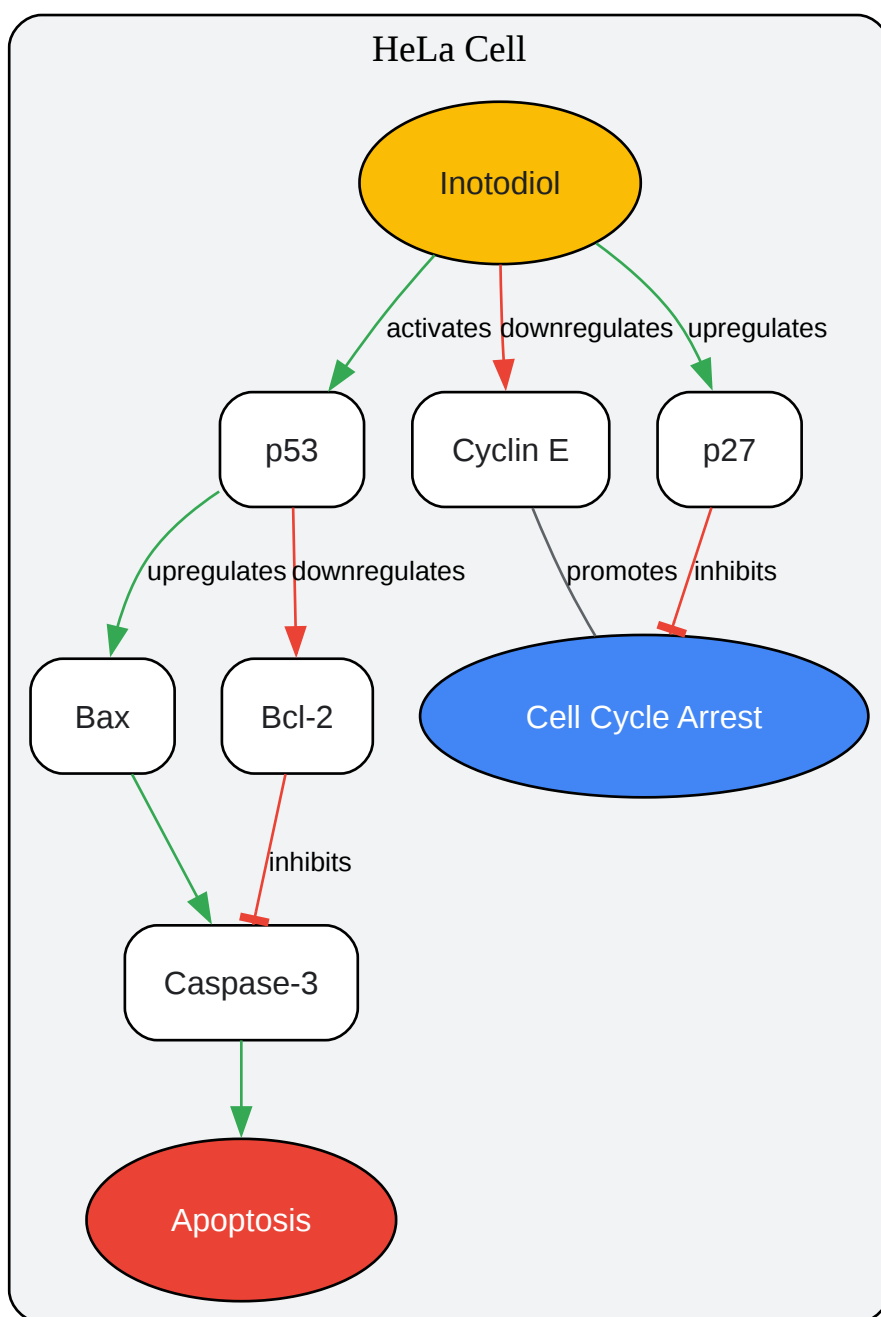 HeLa Cell
Inotodiol
activates downregulates upregulates
p53 Cyclin E p27
upregulates downregulates promotes inhibits
Bax Bcl-2 Cell Cycle Arrest
inhibits
Caspase-3
Apoptosis